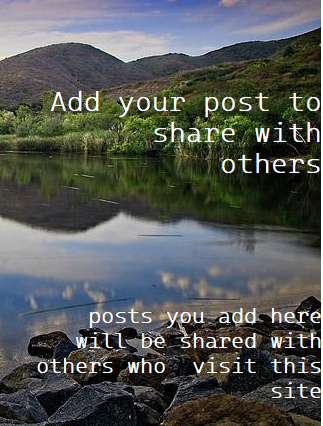 Add your post to
share with
others
posts you add here
will be shared with
others who  visit this
site